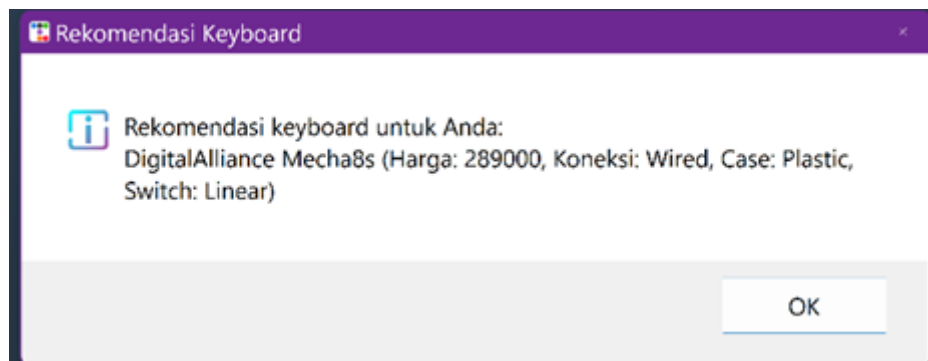 Rekomendasi Keyboard
Rekomendasi keyboard untuk Anda:
DigitalAlliance Mecha8s (Harga: 289000, Koneksi: Wired, Case: Plastic,
Switch: Linear)
OK